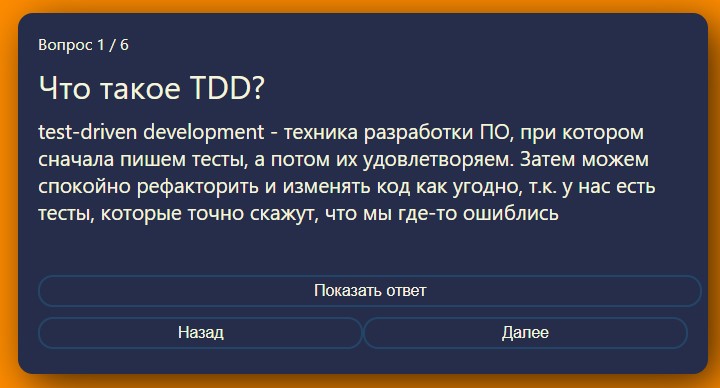 Вопрос 1 / 6
Что такое TDD?
test-driven development - техника разработки ПО, при котором
сначала пишем тесты, а потом их удовлетворяем. Затем можем
спокойно рефакторить и изменять код как угодно, т.к. у нас есть
тесты, которые точно скажут, что мы где-то ошиблись
Показать ответ
Назад Далее